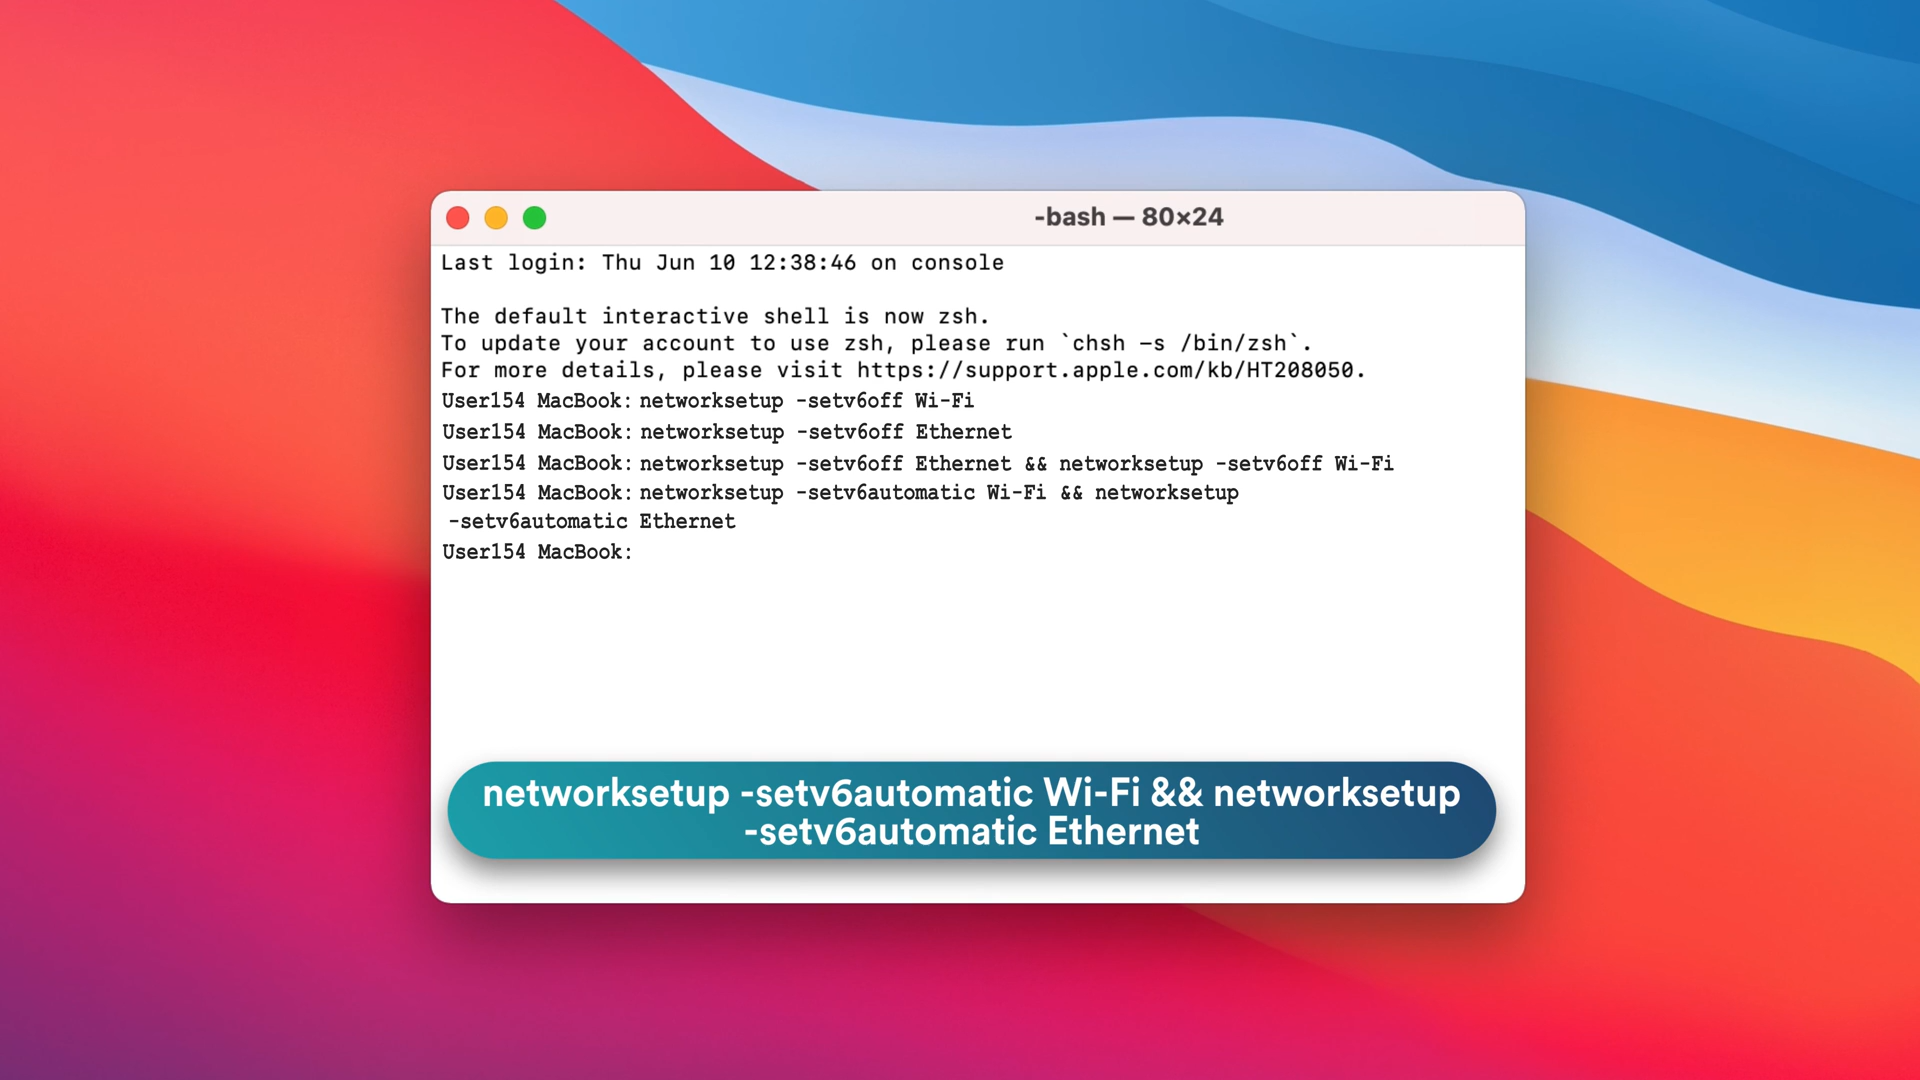 -bash — 80×24
Last login: Thu Jun 10 12:38:46 on console
The default interactive shell is now zsh.
To update your account to use zsh, please run `chsh -s /bin/zsh`.
For more details, please visit https://support.apple.com/kb/HT208050.
User154 MacBook: networksetup -setv6off Wi-Fi
User154 MacBook: networksetup -setv6off Ethernet
User154 MacBook: networksetup -setv6off Ethernet && networksetup -setv6off Wi-Fi
User154 MacBook: networksetup -setv6automatic Wi-Fi && networksetup
-setv6automatic Ethernet
User154 MacBook:
networksetup -setv6automatic Wi-Fi && networksetup
-setv6automatic Ethernet